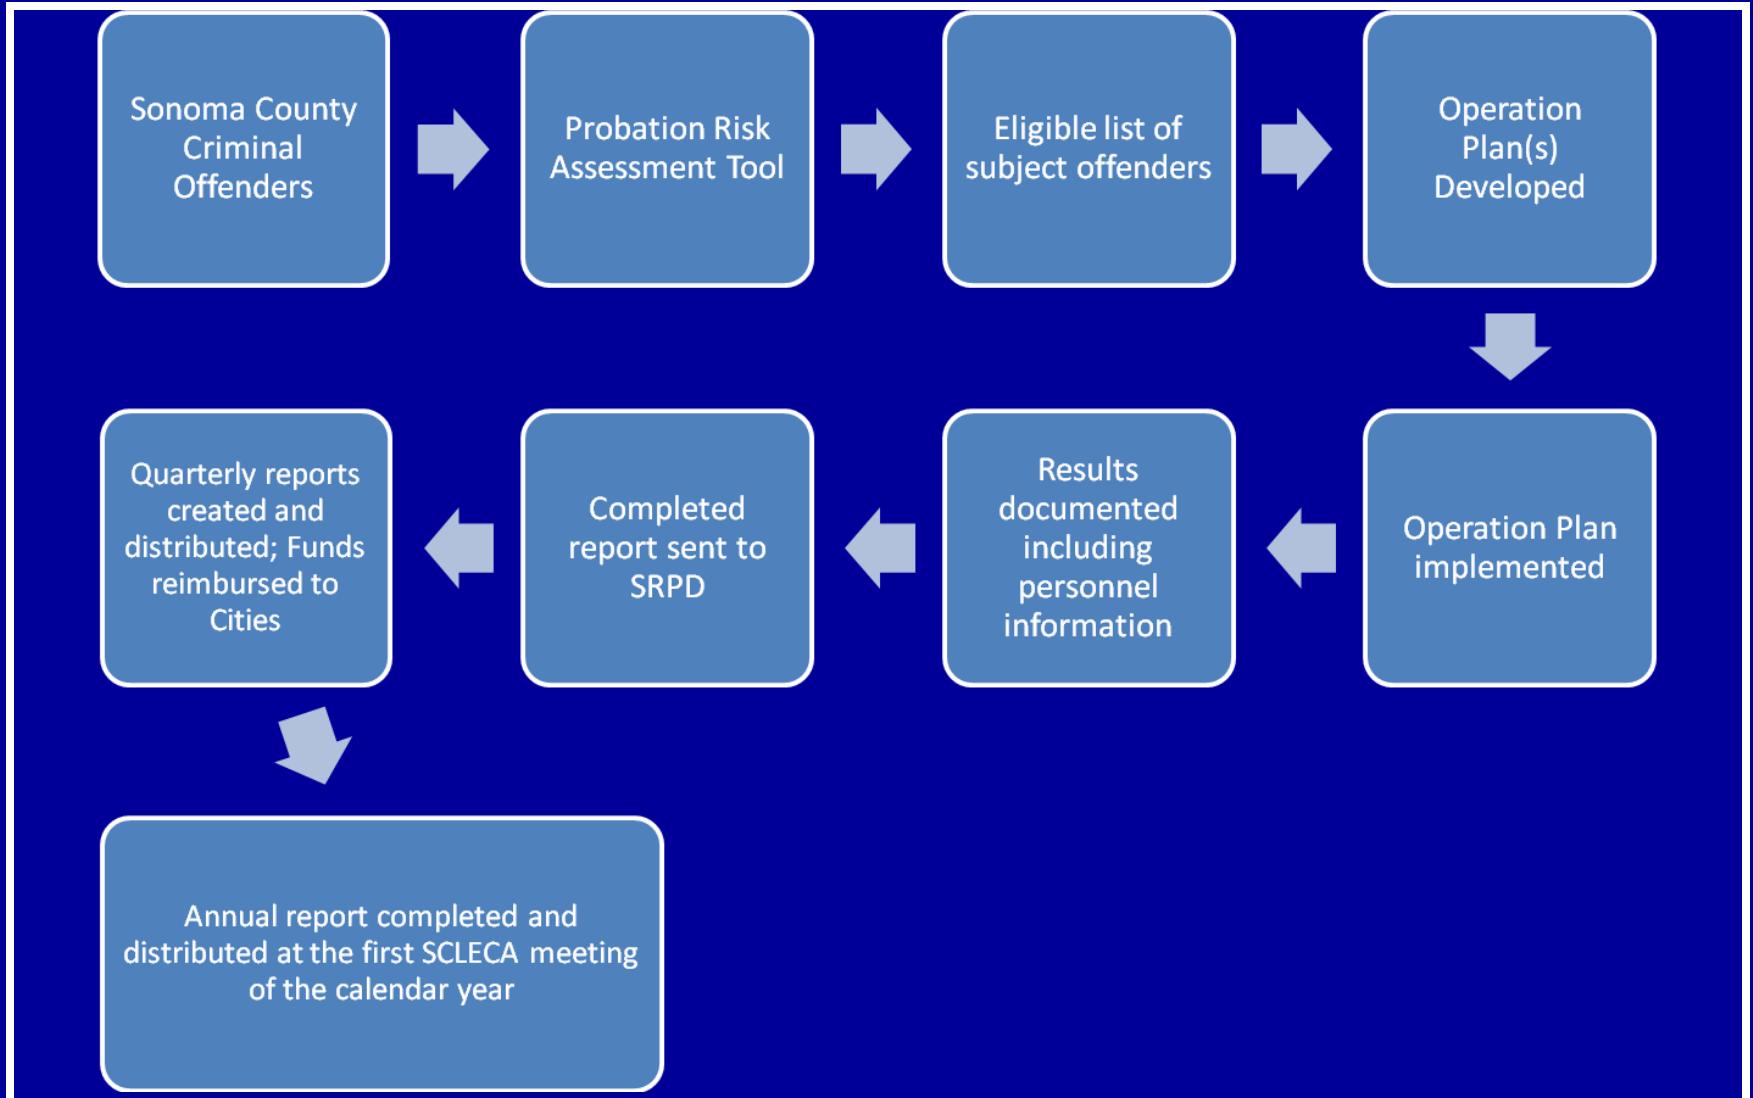 Sonoma County
Criminal
Offenders
Probation Risk
Assessment Tool
Eligible list of
subject offenders
Operation
Plan(s)
Developed
Operation Plan
implemented
Results
documented
including
personnel
information
Completed
report sent to
SRPD
Quarterly reports
created and
distributed; Funds
reimbursed to
Cities
Annual report completed and
distributed at the first SCLECA meeting
of the calendar year